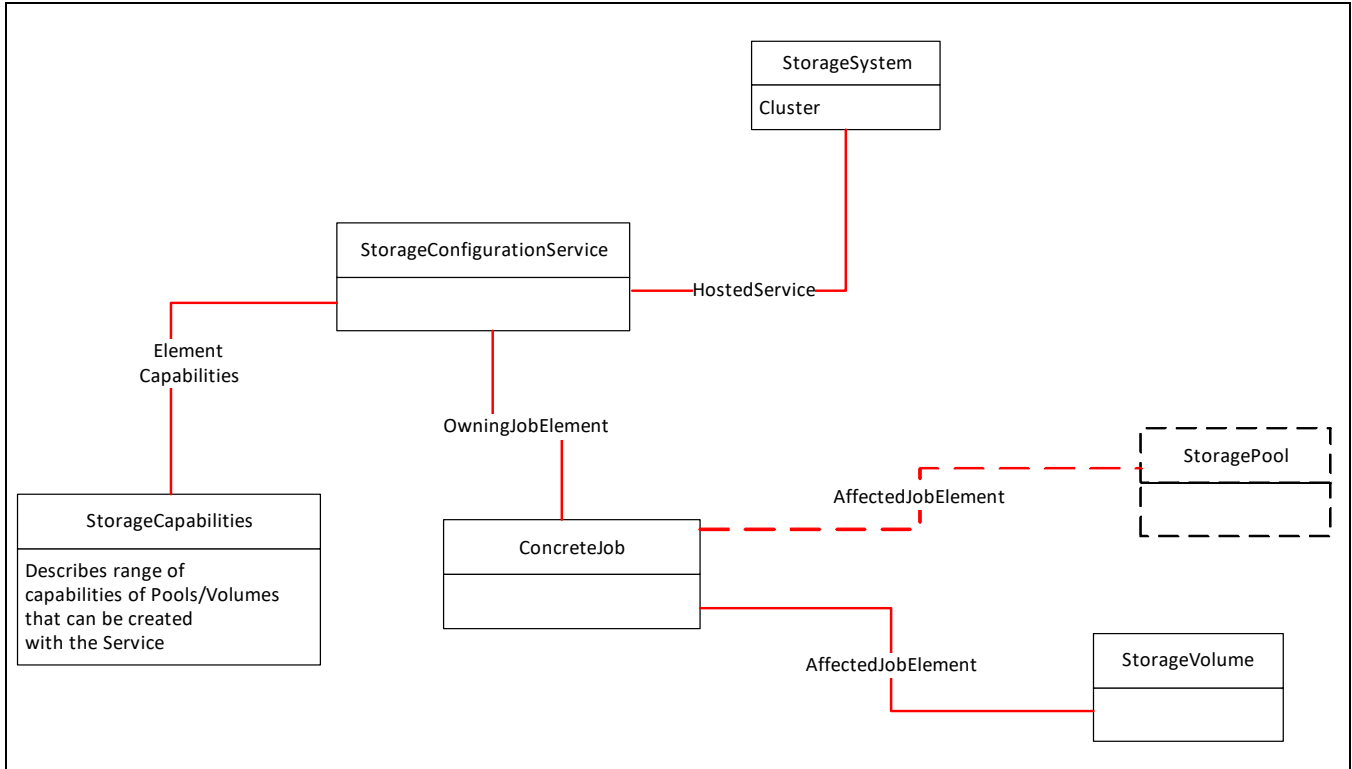 StorageSystem
Cluster
StorageConfigurationService
HostedService
Element
Capabilities
OwningJobElement
StoragePool
AffectedJobElement
StorageCapabilities
ConcreteJob
Describes range of
capabilities of Pools/Volumes
that can be created
with the Service
AffectedJobElement
StorageVolume